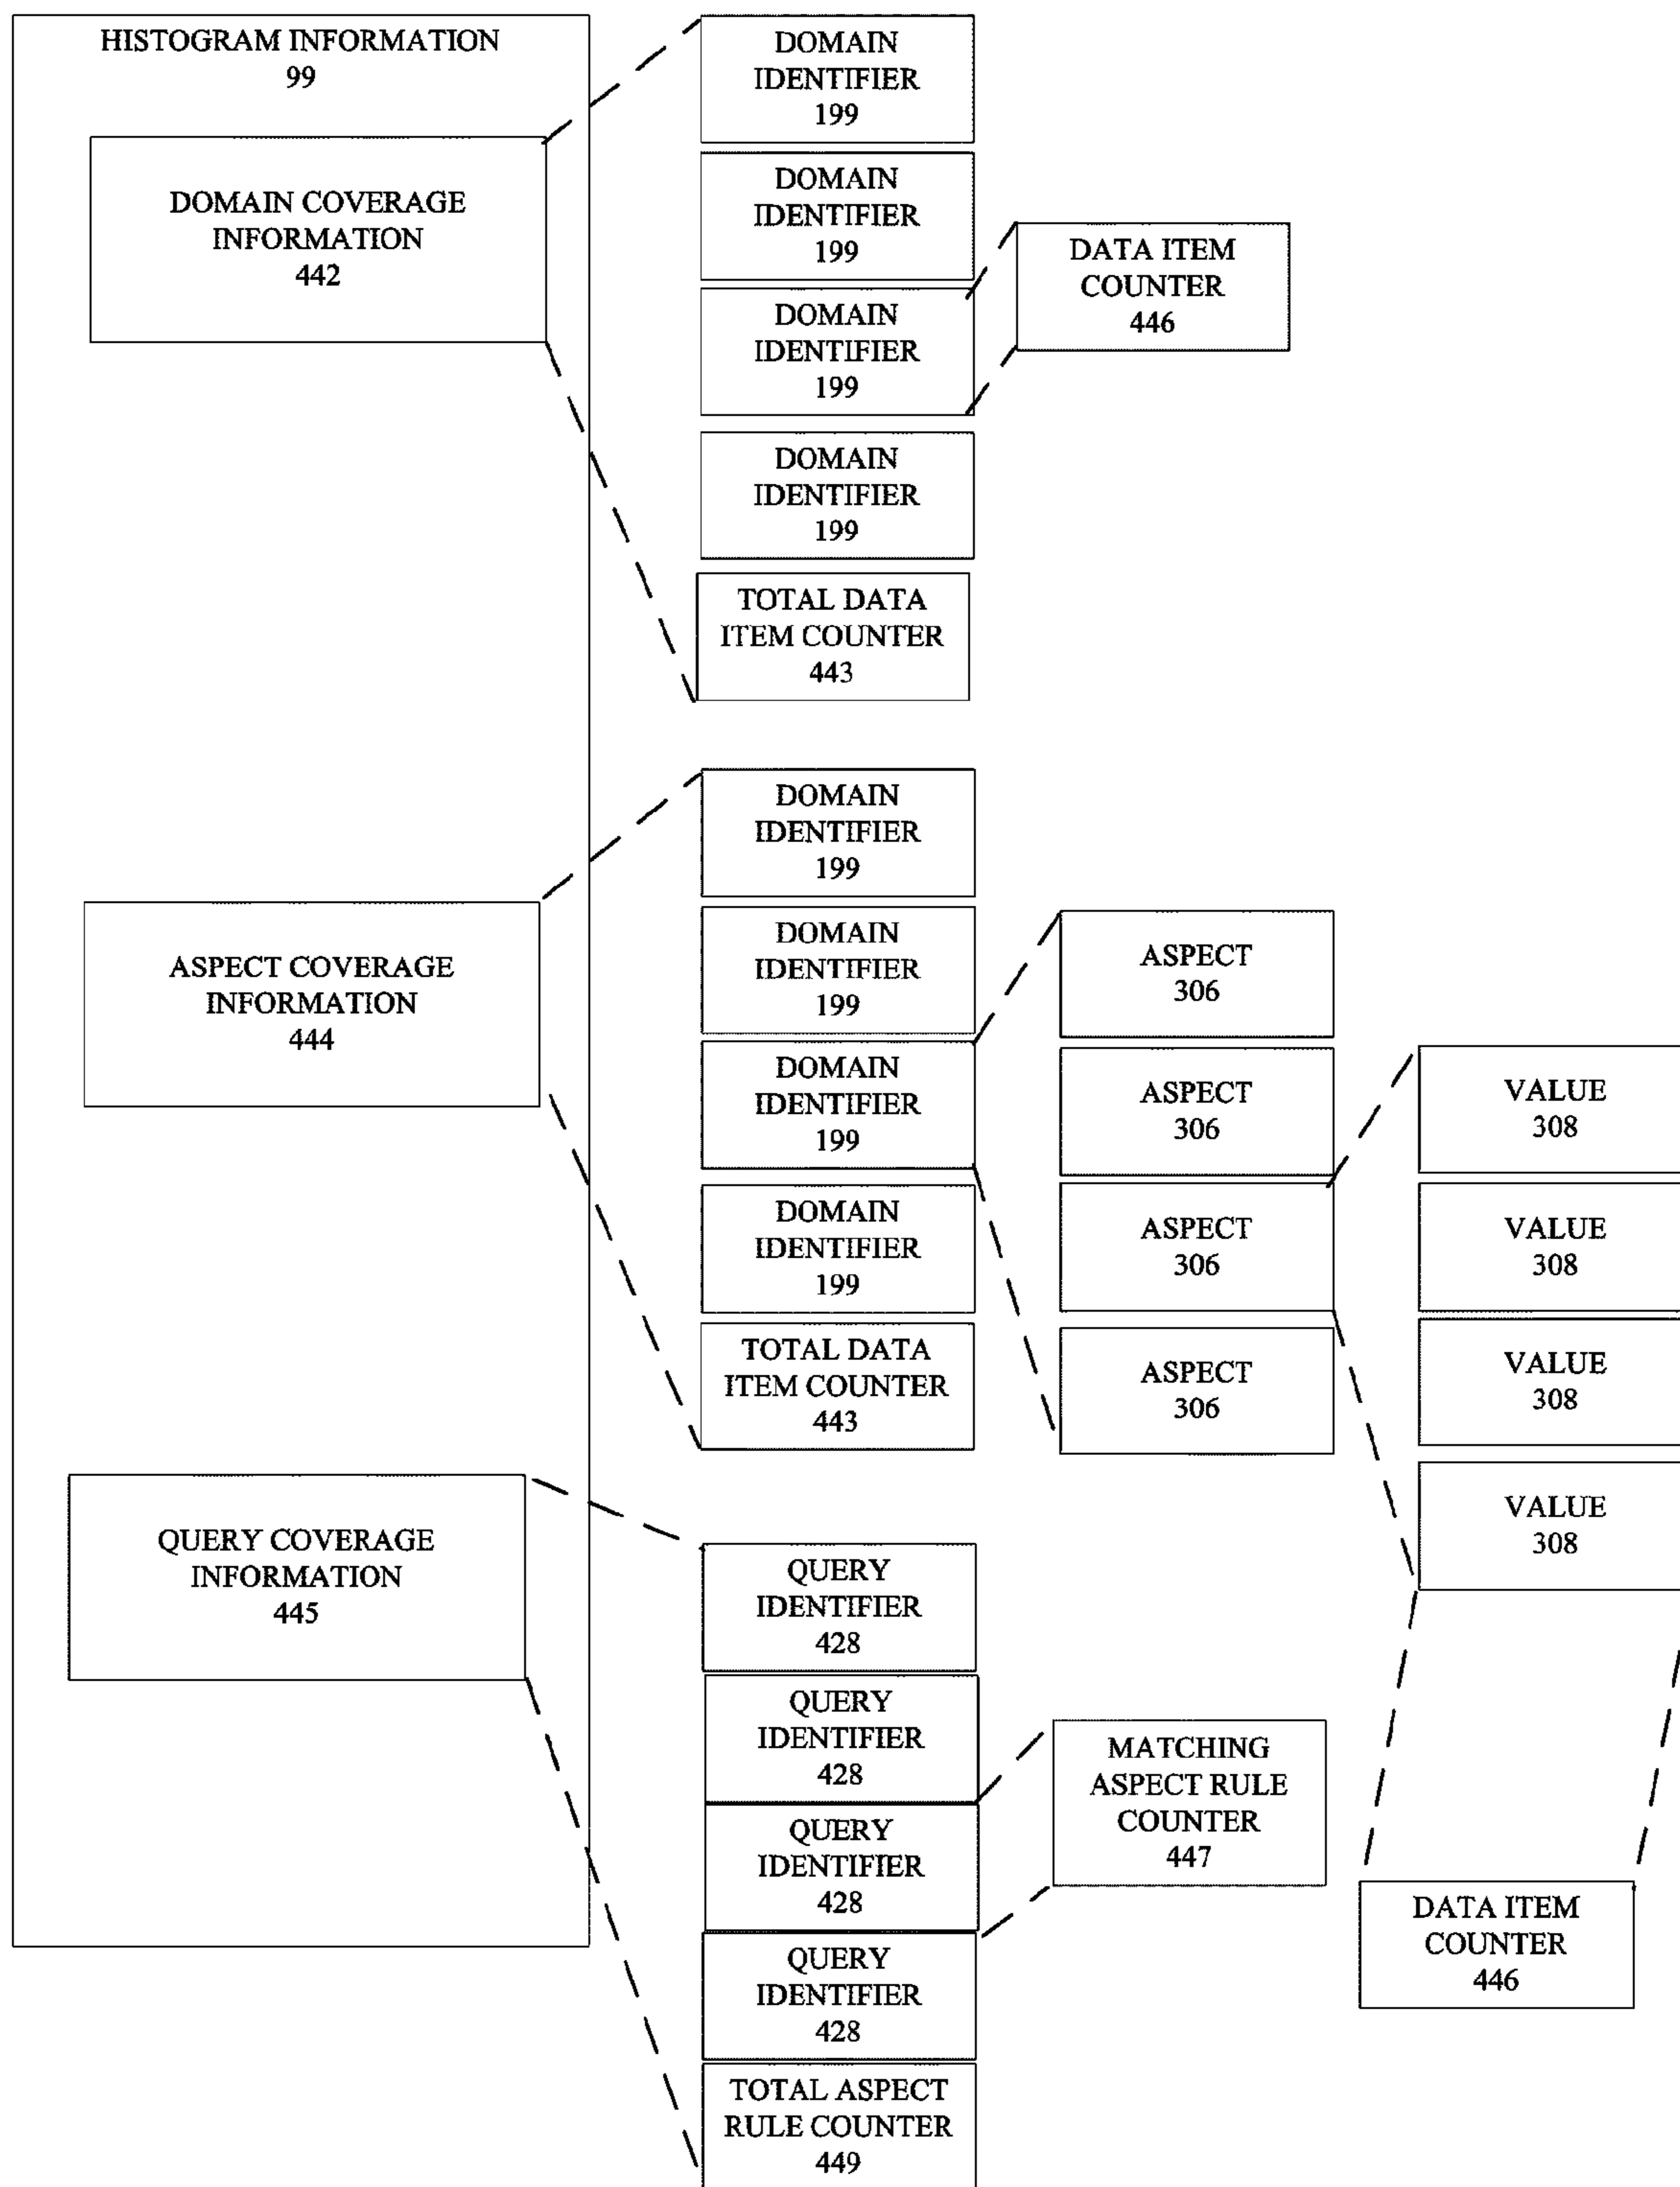 HISTOGRAM INFORMATION
99
DOMAIN COVERAGE
INFORMATION
442
DOMAIN
IDENTIFIER
199
DOMAIN
IDENTIFIER
199
DOMAIN
IDENTIFIER
199
DOMAIN
IDENTIFIER
199
TOTAL DATA
ITEM COUNTER
443
DATA ITEM
COUNTER
446
ASPECT COVERAGE
INFORMATION
444
DOMAIN
IDENTIFIER
199
DOMAIN
IDENTIFIER
199
DOMAIN
IDENTIFIER
199
DOMAIN
IDENTIFIER
199
TOTAL DATA
ITEM COUNTER
443
ASPECT
306
ASPECT
306
ASPECT
306
ASPECT
306
VALUE
308
VALUE
308
VALUE
308
VALUE
308
DATA ITEM
COUNTER
446
QUERY COVERAGE
INFORMATION
445
QUERY
IDENTIFIER
428
QUERY
IDENTIFIER
428
QUERY
IDENTIFIER
428
QUERY
IDENTIFIER
428
TOTAL ASPECT
RULE COUNTER
449
MATCHING
ASPECT RULE
COUNTER
447